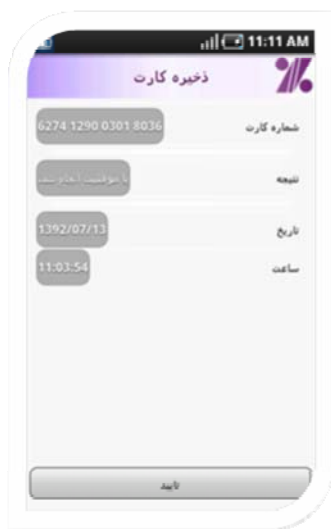 11:11 AM
ذخیره کارت
شماره کارت
6274 1290 0301 8036
نتیجه
با موفقیت انجام شد
تاریخ
1392/07/13
ساعت
11:03:54
تایید